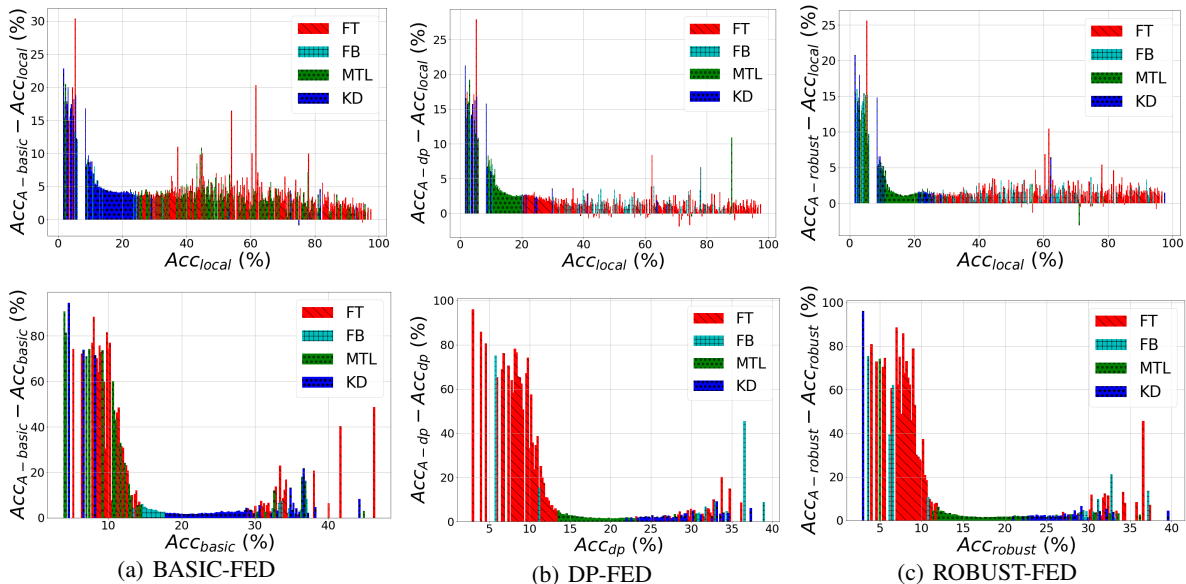 Acc_{A-basic} − Acc_{local} (%)
30
25
20
15
10
5
0
0 20 40 60 80 100
Acc_{local} (%)
FT
FB
MTL
KD
Acc_{A-dp} − Acc_{local} (%)
25
20
15
10
5
0
0 20 40 60 80 100
Acc_{local} (%)
FT
FB
MTL
KD
Acc_{A-robust} − Acc_{local} (%)
25
20
15
10
5
0
0 20 40 60 80 100
Acc_{local} (%)
FT
FB
MTL
KD
Acc_{A-basic} − Acc_{basic} (%)
80
60
40
20
0
10 20 30 40
Acc_{basic} (%)
FT
FB
MTL
KD
Acc_{A-dp} − Acc_{dp} (%)
100
80
60
40
20
0
5 10 15 20 25 30 35 40
Acc_{dp} (%)
FT
FB
MTL
KD
Acc_{A-robust} − Acc_{robust} (%)
100
80
60
40
20
0
5 10 15 20 25 30 35 40
Acc_{robust} (%)
FT
FB
MTL
KD
(a) BASIC-FED
(b) DP-FED
(c) ROBUST-FED